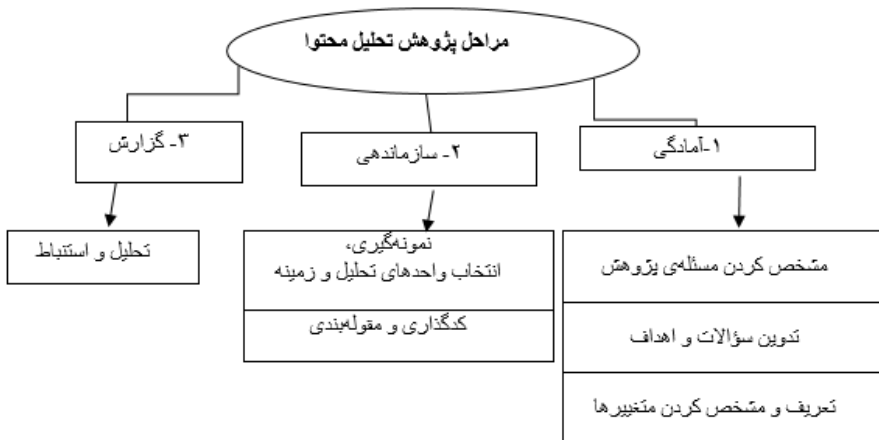 مراحل پژوهش تحلیل محتوا
۱-آمادگی
۲- سازماندهی
۳- گزارش
مشخص کردن مسئله‌ی پژوهش
تدوین سؤالات و اهداف
تعریف و مشخص کردن متغییرها
نمونه‌گیری،
انتخاب واحدهای تحلیل و زمینه
کدگذاری و مقوله‌بندی
تحلیل و استنباط